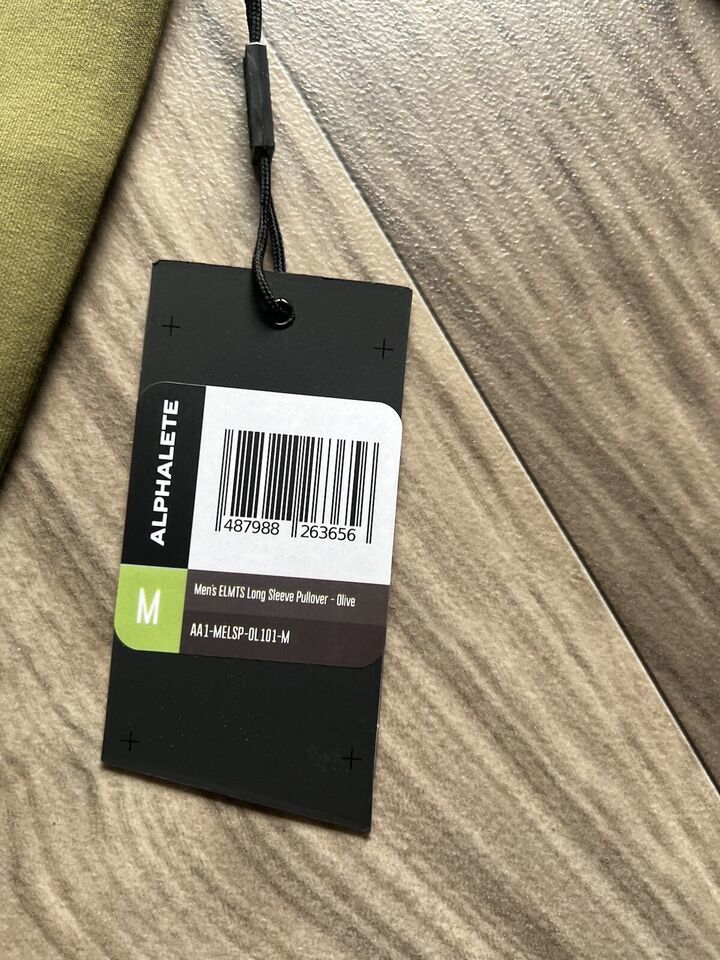 ALPHALETE
487988 263656
M
Men's ELMTS Long Sleeve Pullover - Olive
AA1-MELSP-OL101-M